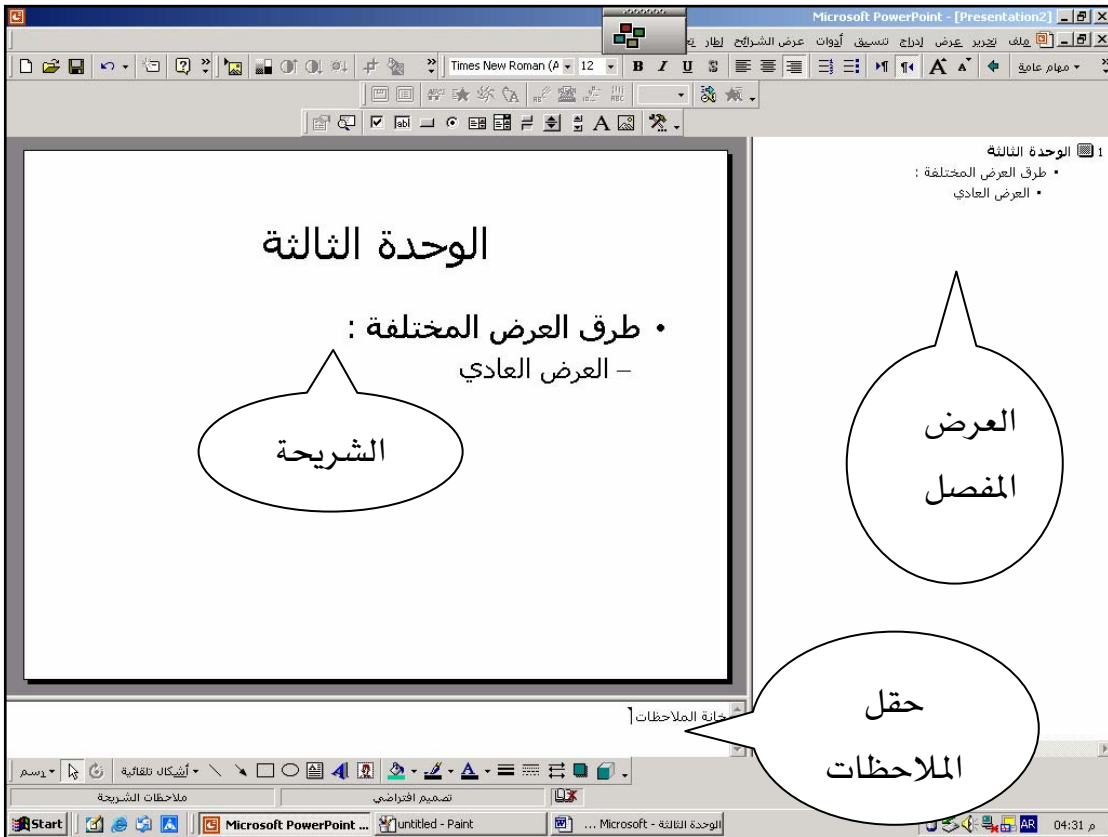 Microsoft PowerPoint - [Presentation2]
ملف تحرير عرض إدراج تنسيق أدوات عرض الشرائح إطار
Times New Roman (A 12 B I U S مهام عامة
1 الوحدة الثالثة
• طرق العرض المختلفة :
• العرض العادي
الوحدة الثالثة
• طرق العرض المختلفة :
– العرض العادي
الشريحة
العرض
المفصل
حقل
الملاحظات
خانة الملاحظات
رسم أشكال تلقائية
ملاحظات الشريحة تصميم افتراضي
Start Microsoft PowerPoint ... untitled - Paint الوحدة الثالثة - Microsoft ... AR 04:31 م